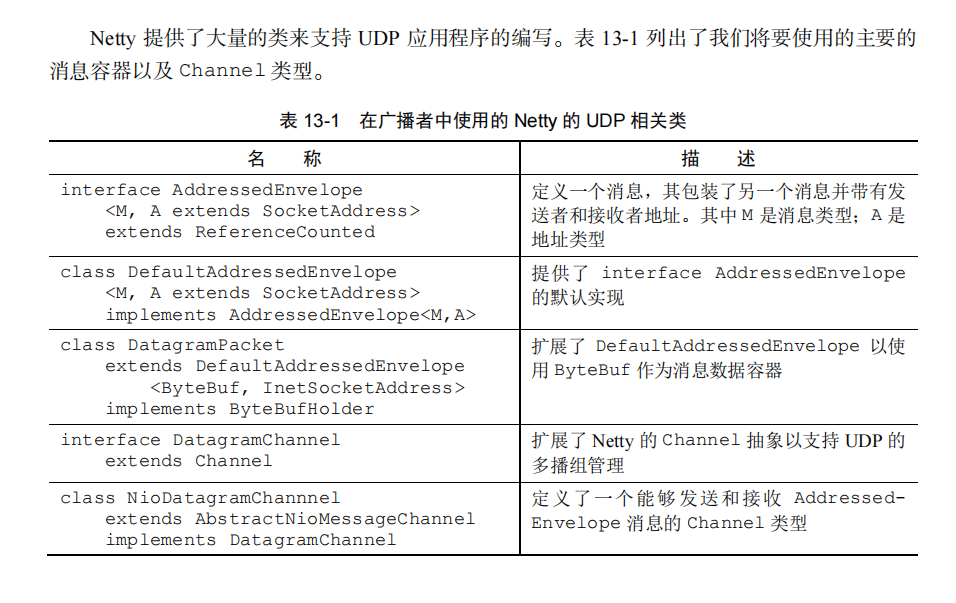 Netty 提供了大量的类来支持 UDP 应用程序的编写。表 13-1 列出了我们将要使用的主要的
消息容器以及 Channel 类型。
表 13-1 在广播者中使用的 Netty 的 UDP 相关类
名 称
描 述
interface AddressedEnvelope
<M, A extends SocketAddress>
extends ReferenceCounted
定义一个消息，其包装了另一个消息并带有发
送者和接收者地址。其中 M 是消息类型；A 是
地址类型
class DefaultAddressedEnvelope
<M, A extends SocketAddress>
implements AddressedEnvelope<M,A>
提供了 interface AddressedEnvelope
的默认实现
class DatagramPacket
extends DefaultAddressedEnvelope
<ByteBuf, InetSocketAddress>
implements ByteBufHolder
扩展了 DefaultAddressedEnvelope 以使
用 ByteBuf 作为消息数据容器
interface DatagramChannel
extends Channel
扩展了 Netty 的 Channel 抽象以支持 UDP 的
多播组管理
class NioDatagramChannnel
extends AbstractNioMessageChannel
implements DatagramChannel
定义了一个能够发送和接收 Addressed-
Envelope 消息的 Channel 类型